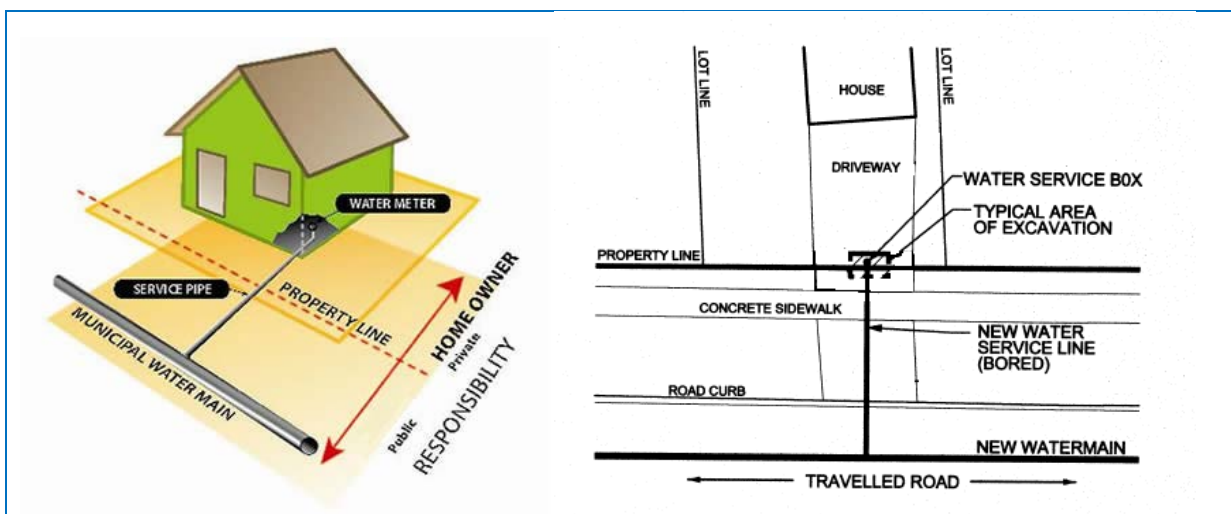 WATER METER
SERVICE PIPE
PROPERTY LINE
MUNICIPAL WATER MAIN
HOME OWNER
Private
Public
RESPONSIBILITY
LOT LINE
LOT LINE
HOUSE
DRIVEWAY
WATER SERVICE B0X
TYPICAL AREA
OF EXCAVATION
PROPERTY LINE
CONCRETE SIDEWALK
NEW WATER
SERVICE LINE
(BORED)
ROAD CURB
NEW WATERMAIN
TRAVELLED ROAD